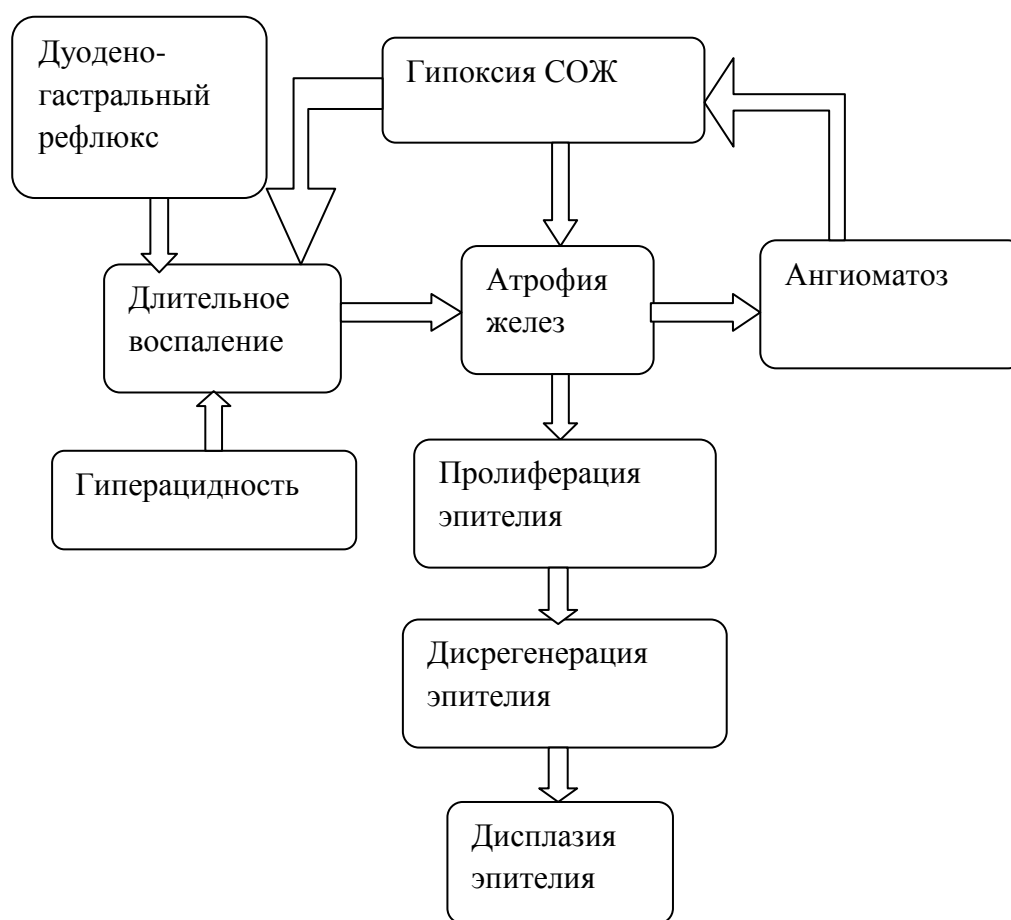 Дуодено-
гастральный
рефлюкс
Гипоксия СОЖ
Длительное
воспаление
Атрофия
желез
Ангиоматоз
Гиперацидность
Пролиферация
эпителия
Дисрегенерация
эпителия
Дисплазия
эпителия